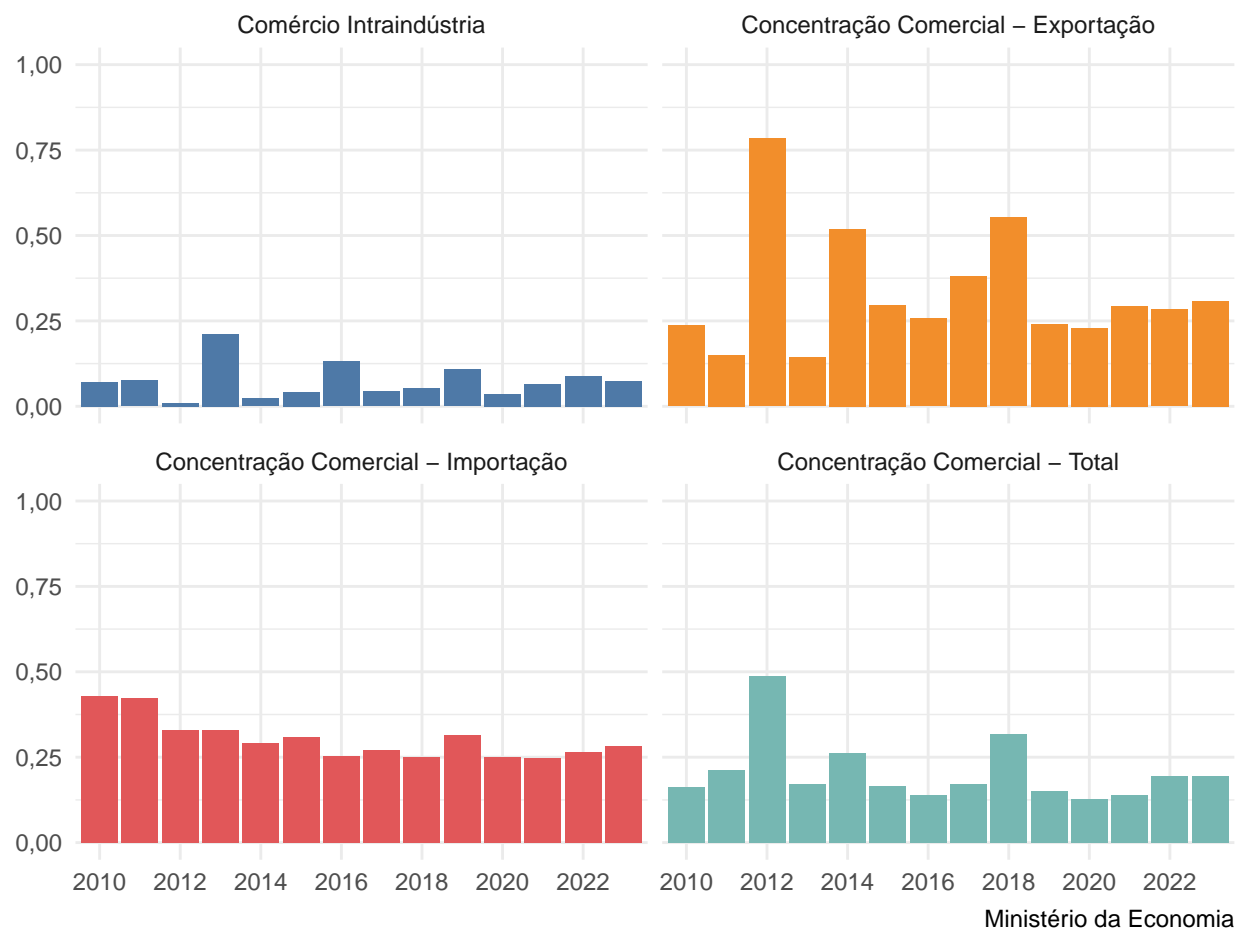 Comércio Intraindústria
Concentração Comercial – Exportação
1,00
0,75
0,50
0,25
0,00
Concentração Comercial – Importação
Concentração Comercial – Total
1,00
0,75
0,50
0,25
0,00
2010 2012 2014 2016 2018 2020 2022
2010 2012 2014 2016 2018 2020 2022
Ministério da Economia